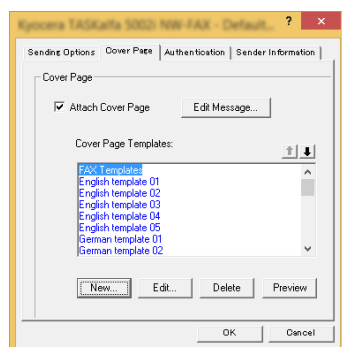 Kyocera TASKalfa 5002i NW-FAX - Default... ?
Sending Options Cover Page Authentication Sender Information
Cover Page
Attach Cover Page Edit Message...
Cover Page Templates:
FAX Templates
English template 01
English template 02
English template 03
English template 04
English template 05
German template 01
German template 02
New... Edit... Delete Preview
OK Cancel